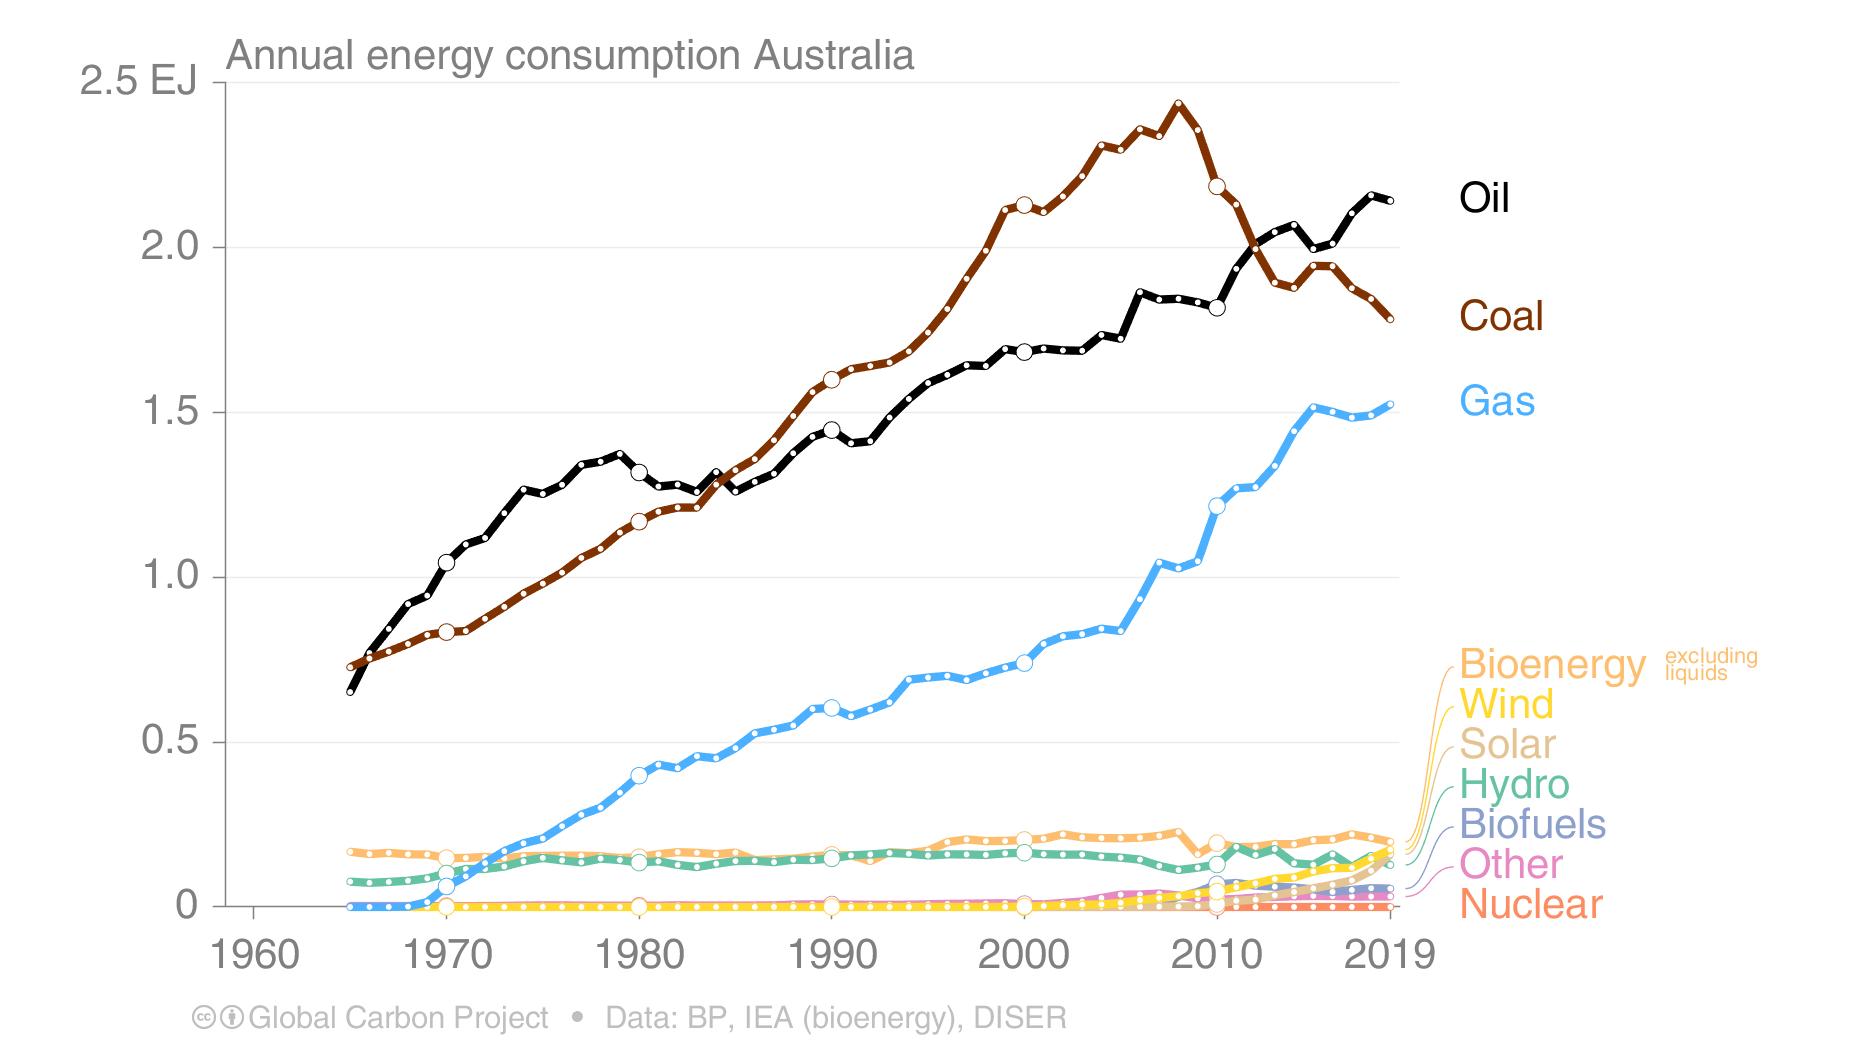 Annual energy consumption Australia
2.5 EJ
2.0
1.5
1.0
0.5
0
1960 1970 1980 1990 2000 2010 2019
Oil
Coal
Gas
Bioenergy excluding
liquids
Wind
Solar
Hydro
Biofuels
Other
Nuclear
cc Global Carbon Project • Data: BP, IEA (bioenergy), DISER